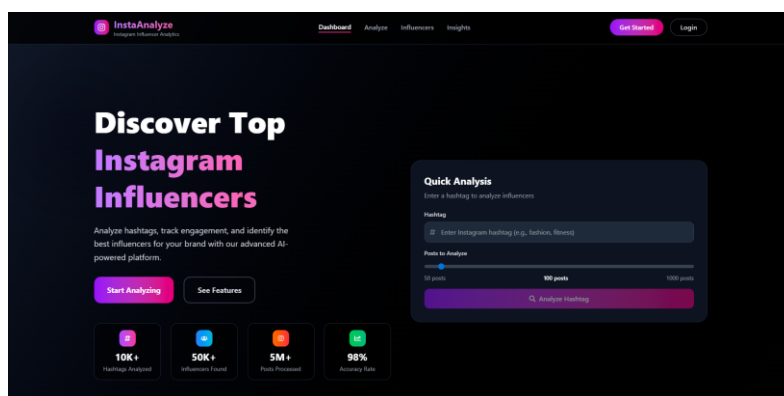 InstaAnalyze
Instagram Influencer Analytics
Dashboard Analyze Influencers Insights
Get Started Login
Discover Top
Instagram
Influencers
Analyze hashtags, track engagement, and identify the
best influencers for your brand with our advanced AI-
powered platform.
Start Analyzing See Features
10K+
Hashtags Analyzed
50K+
Influencers Found
5M+
Posts Processed
98%
Accuracy Rate
Quick Analysis
Enter a hashtag to analyze influencers
Hashtag
# Enter Instagram hashtag (e.g., fashion, fitness)
Posts to Analyze
50 posts 100 posts 1000 posts
Analyze Hashtag